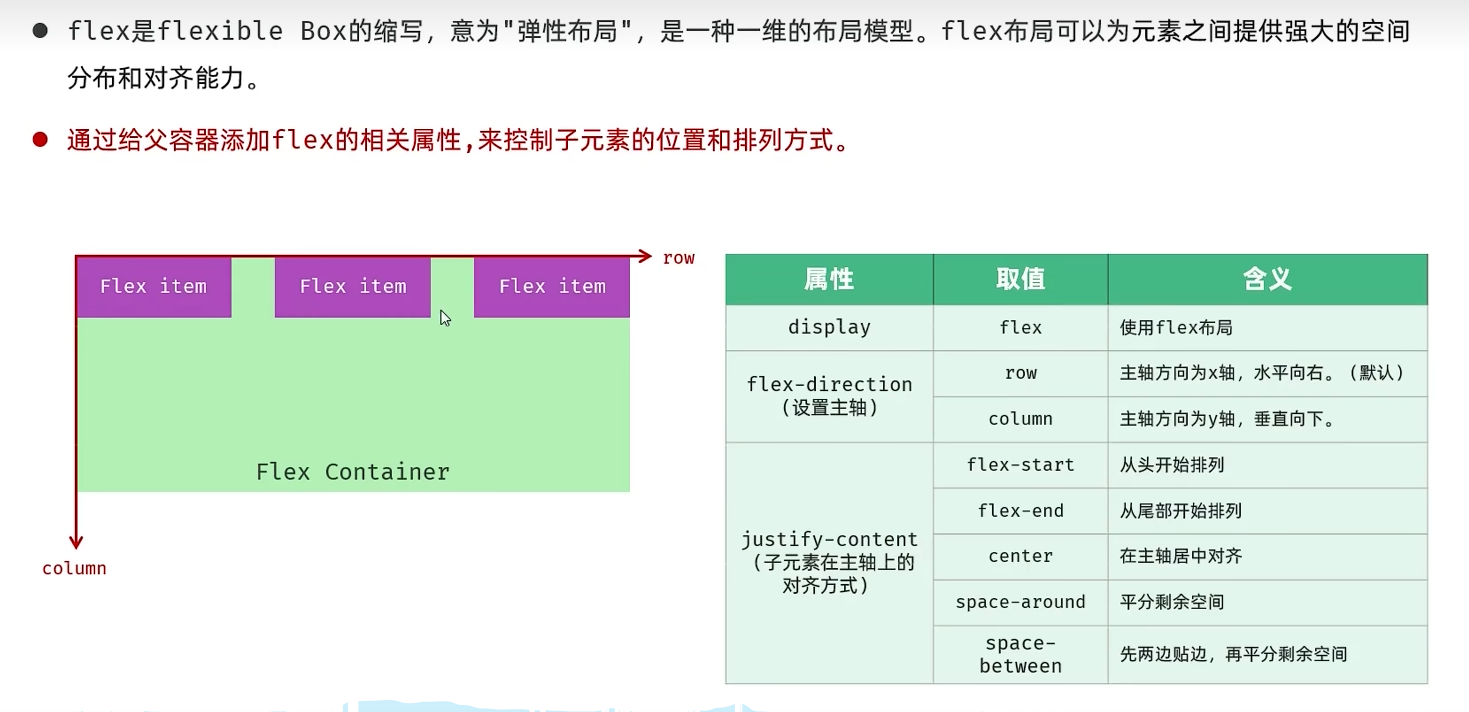 flex是flexible Box的缩写，意为"弹性布局"，是一种一维的布局模型。flex布局可以为元素之间提供强大的空间
分布和对齐能力。
通过给父容器添加flex的相关属性,来控制子元素的位置和排列方式。
row
Flex item Flex item Flex item
Flex Container
column
属性 取值 含义
display flex 使用flex布局
flex-direction
(设置主轴)
row 主轴方向为x轴，水平向右。(默认)
column 主轴方向为y轴，垂直向下。
justify-content
(子元素在主轴上的
对齐方式)
flex-start 从头开始排列
flex-end 从尾部开始排列
center 在主轴居中对齐
space-around 平分剩余空间
space-
between
先两边贴边，再平分剩余空间